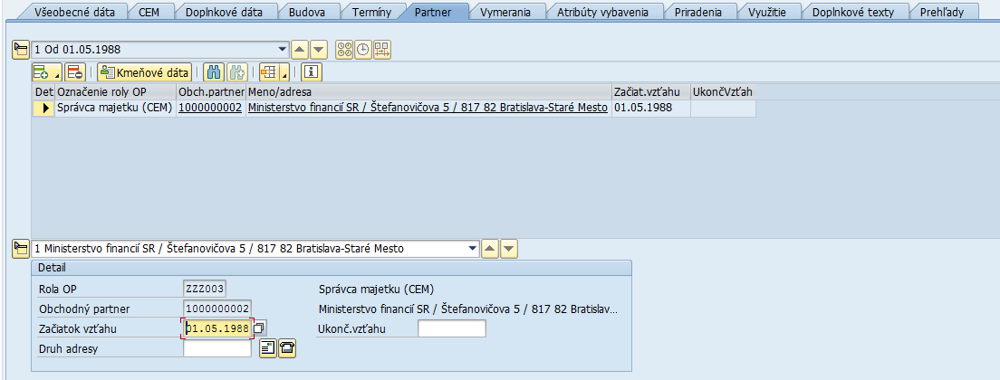 Všeobecné dáta CEM Doplnkové dáta Budova Termíny Partner Vymerania Atribúty vybavenia Priradenia Využitie Doplnkové texty Prehľady
1 Od 01.05.1988
Kmeňové dáta
Det Označenie roly OP Obch.partner Meno/adresa Začiat.vzťahu UkončVzťah
Správca majetku (CEM) 1000000002 Ministerstvo financií SR / Štefanovičova 5 / 817 82 Bratislava-Staré Mesto 01.05.1988
1 Ministerstvo financií SR / Štefanovičova 5 / 817 82 Bratislava-Staré Mesto
Detail
Rola OP ZZZ003 Správca majetku (CEM)
Obchodný partner 1000000002 Ministerstvo financií SR / Štefanovičova 5 / 817 82 Bratislav...
Začiatok vzťahu 01.05.1988 Ukonč.vzťahu
Druh adresy